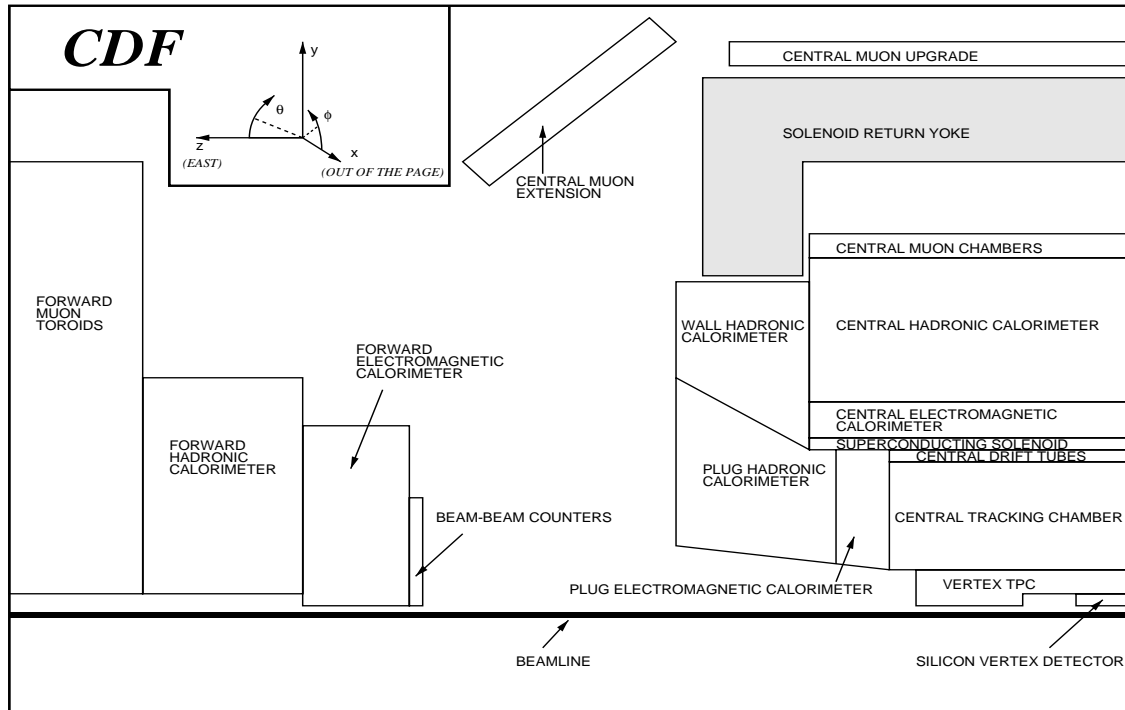 CDF
y
θ
ϕ
z
(EAST)
x
(OUT OF THE PAGE)
CENTRAL MUON
EXTENSION
CENTRAL MUON UPGRADE
SOLENOID RETURN YOKE
CENTRAL MUON CHAMBERS
FORWARD
MUON
TOROIDS
WALL HADRONIC
CALORIMETER
CENTRAL HADRONIC CALORIMETER
FORWARD
ELECTROMAGNETIC
CALORIMETER
CENTRAL ELECTROMAGNETIC
CALORIMETER
SUPERCONDUCTING SOLENOID
CENTRAL DRIFT TUBES
FORWARD
HADRONIC
CALORIMETER
PLUG HADRONIC
CALORIMETER
BEAM-BEAM COUNTERS
CENTRAL TRACKING CHAMBER
PLUG ELECTROMAGNETIC CALORIMETER
VERTEX TPC
BEAMLINE
SILICON VERTEX DETECTOR